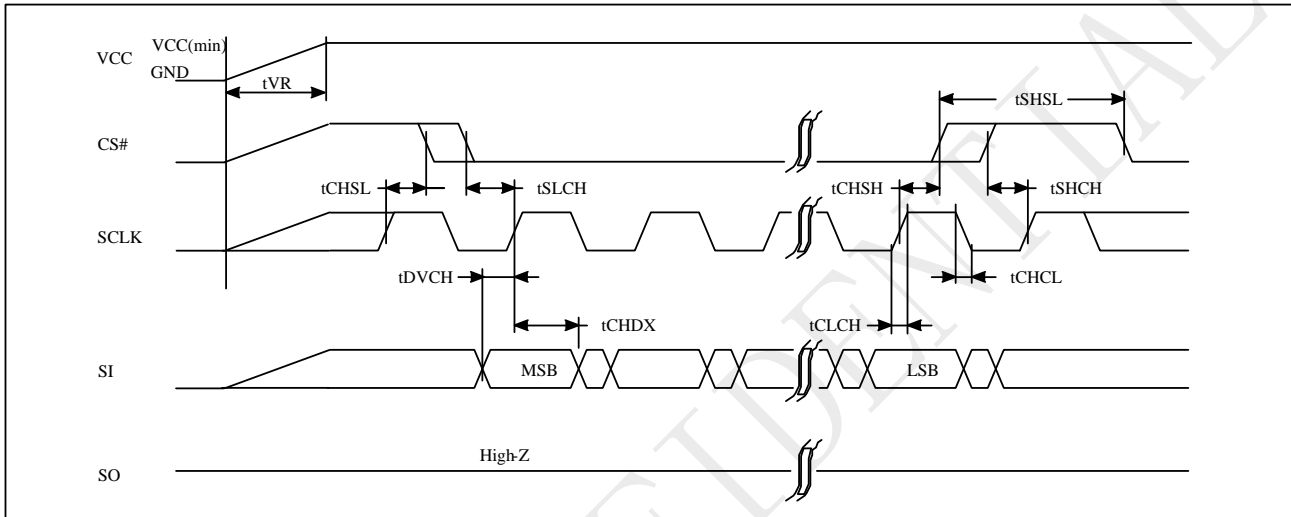 VCC
VCC(min)
GND
tVR
CS#
tSHSL
tCHSL
tSLCH
tCHSH
tSHCH
SCLK
tDVCH
tCHCL
tCHDX
tCLCH
SI
MSB
LSB
SO
High-Z